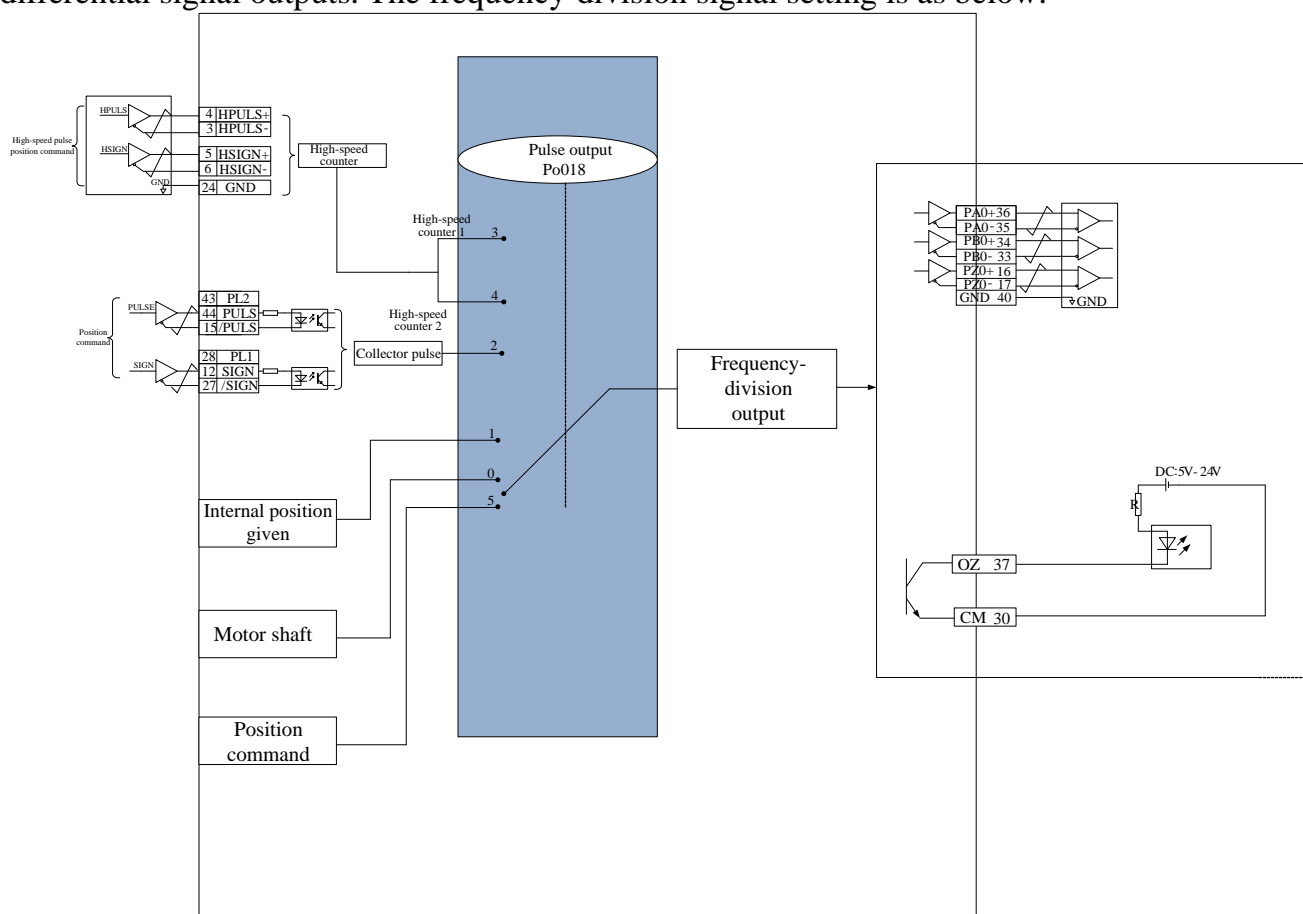 differential signal outputs. The frequency-division signal setting is as below:
High-speed pulse
position command
HPULS
HSIGN
GND
4 HPULS+
3 HPULS-
5 HSIGN+
6 HSIGN-
24 GND
High-speed
counter
Pulse output
Po018
High-speed
counter 1
3
4
High-speed
counter 2
2
Position
command
PULSE
SIGN
43 PL2
44 PULS
15 /PULS
28 PL1
12 SIGN
27 /SIGN
Collector pulse
1
0
5
Internal position
given
Motor shaft
Position
command
Frequency-
division
output
PA0+ 36
PA0- 35
PB0+ 34
PB0- 33
PZ0+ 16
PZ0- 17
GND 40
GND
DC:5V-24V
R
OZ 37
CM 30